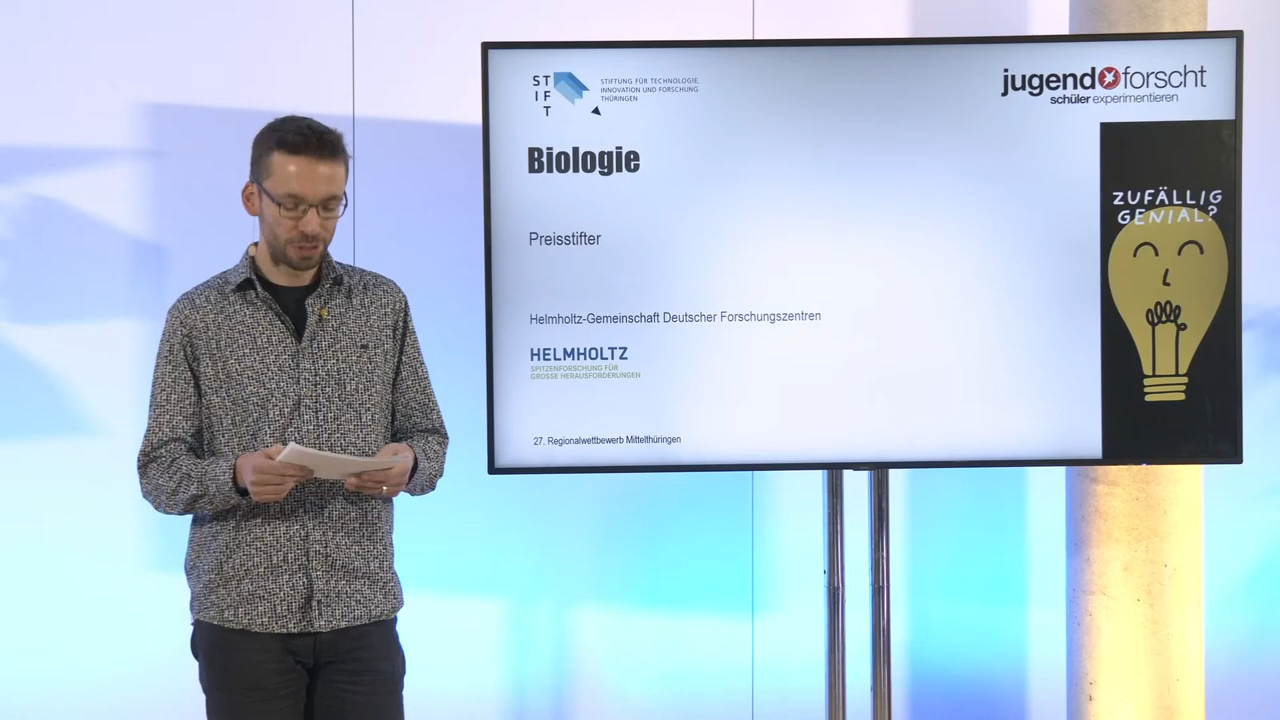 ST
IF
T
STIFTUNG FÜR TECHNOLOGIE,
INNOVATION UND FORSCHUNG
THÜRINGEN
jugend forscht
schüler experimentieren
Biologie
ZUFÄLLIG
GENIAL?
Preisstifter
Helmholtz-Gemeinschaft Deutscher Forschungszentren
HELMHOLTZ
SPITZENFORSCHUNG FÜR
GROSSE HERAUSFORDERUNGEN
27. Regionalwettbewerb Mittelthüringen